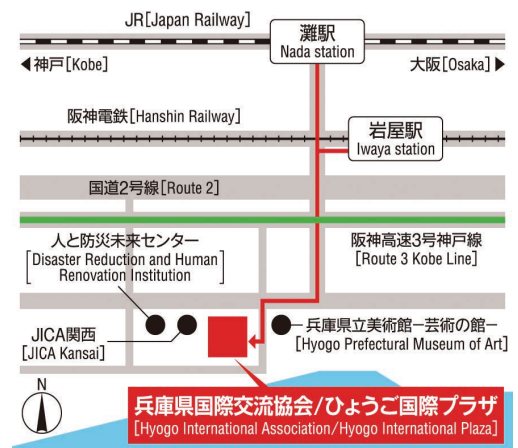 JR[Japan Railway]
灘駅
Nada station
◀神戸[Kobe]
大阪[Osaka]▶
阪神電鉄[Hanshin Railway]
岩屋駅
Iwaya station
国道2号線[Route 2]
人と防災未来センター
[Disaster Reduction and Human
Renovation Institution]
阪神高速3号神戸線
[Route 3 Kobe Line]
JICA関西
[JICA Kansai]
兵庫県立美術館−芸術の館−
[Hyogo Prefectural Museum of Art]
N
兵庫県国際交流協会/ひょうご国際プラザ
[Hyogo International Association/Hyogo International Plaza]